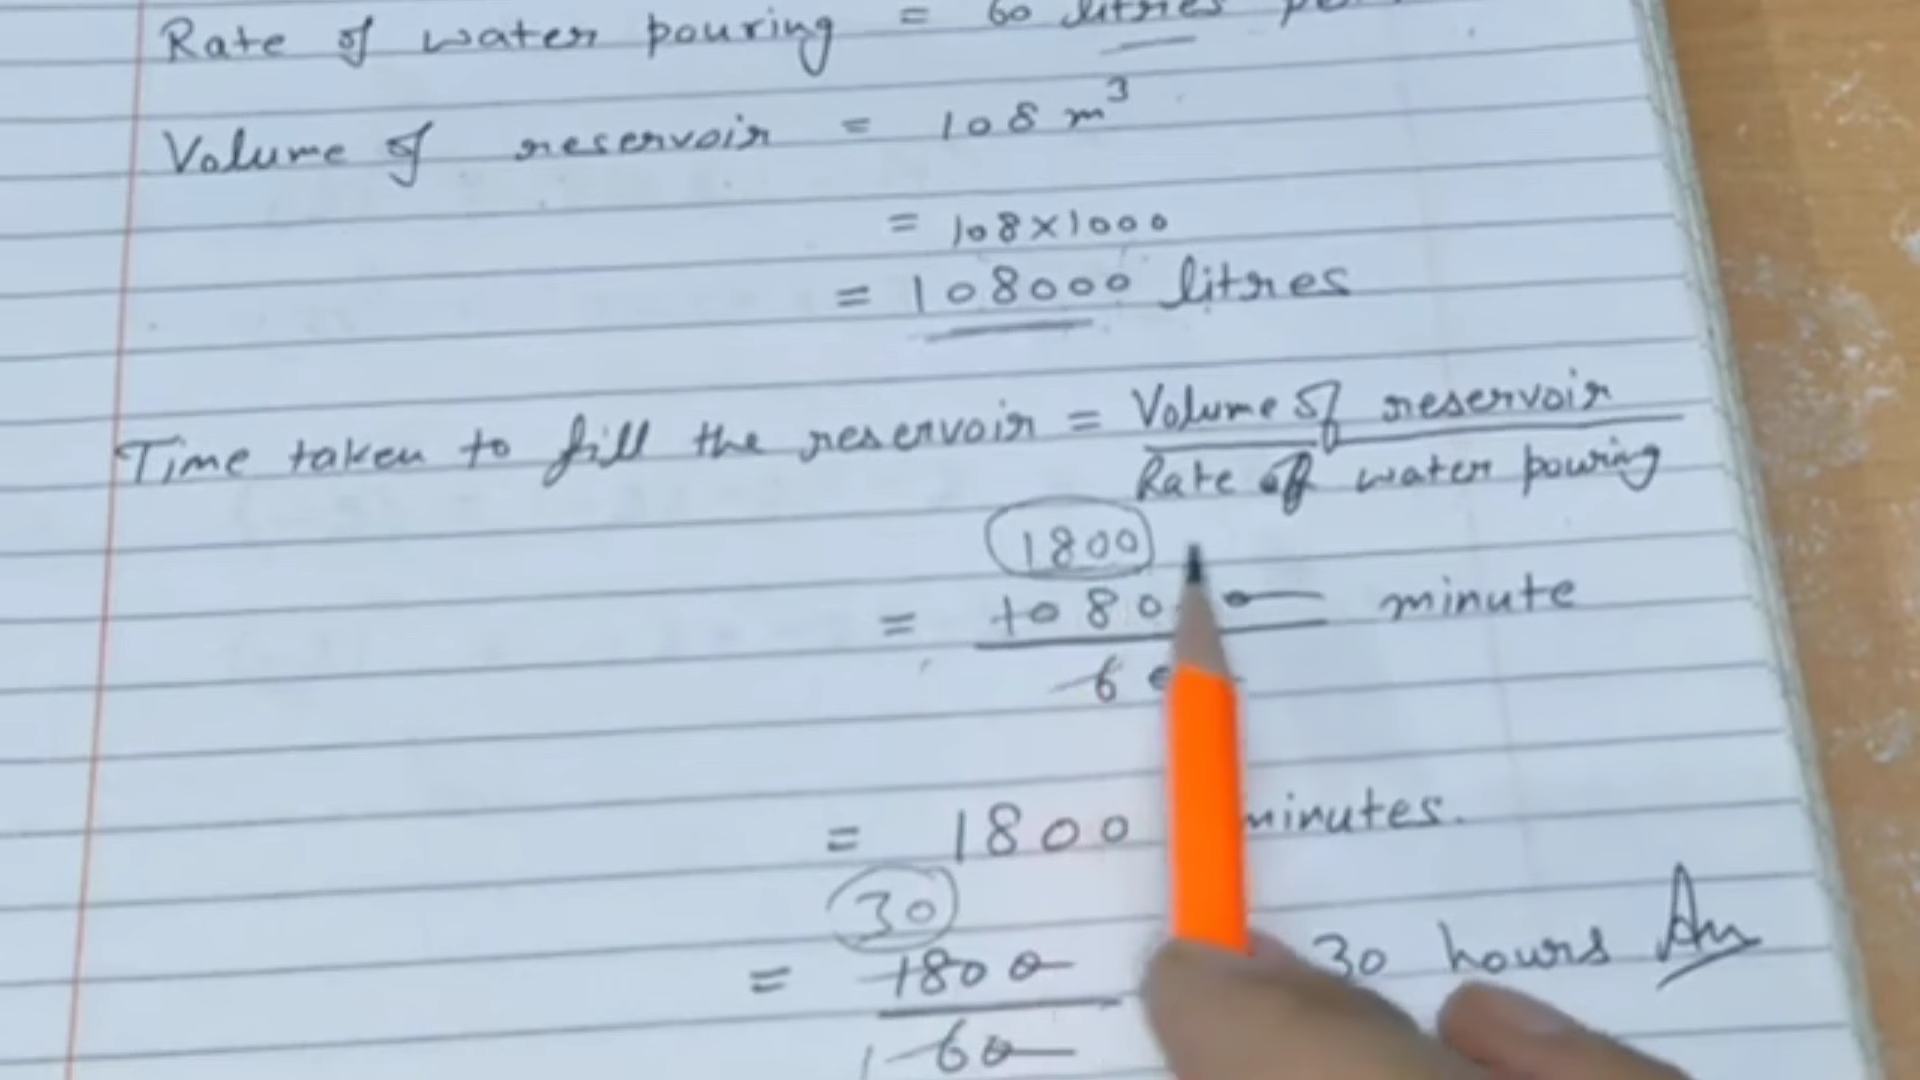 Rate of water pouring = 60 litres
Volume of reservoir = 108 m³
= 108×1000
= 108000 litres
Time taken to fill the reservoir = Volume of reservoir
Rate of water pouring
1800
= 1080 minute
6
= 1800 minutes.
30
= 1800 30 hours Ans
60